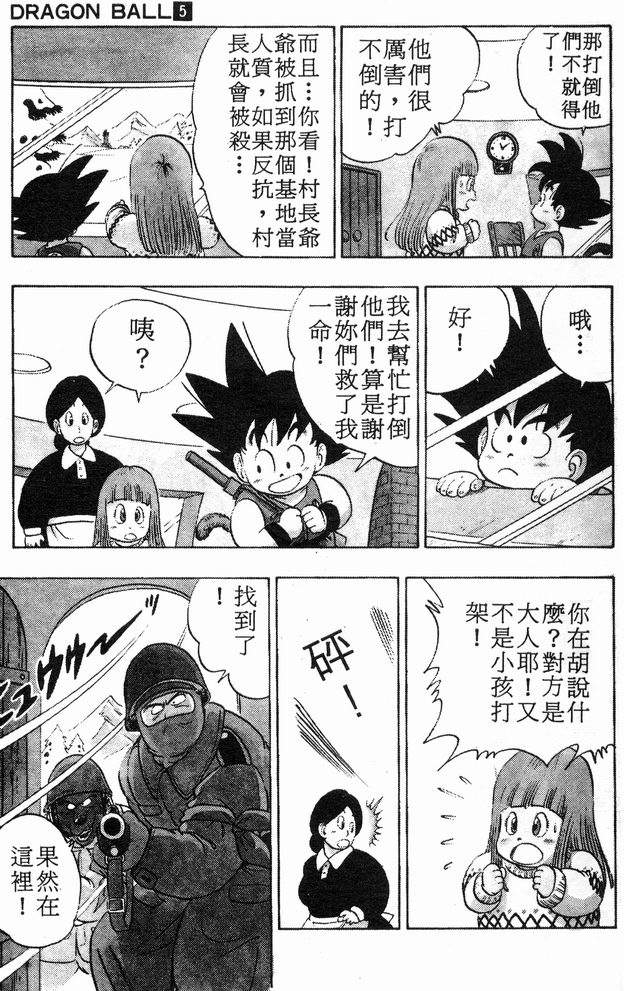 DRAGON BALL 5
那打倒他
們不就得
了！
他們很
厲害，打
不倒的！
而且…你看！村長爺
爺被抓到那個基地當
人質，如果反抗，村
長就會被殺…
哦…
好！
我去幫忙打倒
他們！算是謝
謝妳們救了我
一命！
咦？
你在胡說什
麼？對方是
大人耶！又
不是小孩打
架！
砰！
找到了
！
ビュウウー
果然在
這裡！